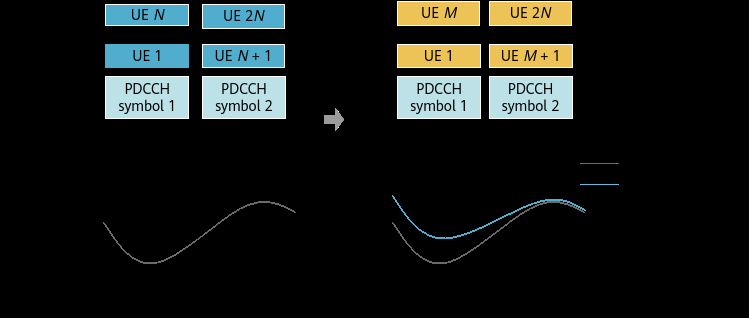 UE N
UE 2N
UE 1
UE N + 1
PDCCH
symbol 1
PDCCH
symbol 2
UE M
UE 2N
UE 1
UE M + 1
PDCCH
symbol 1
PDCCH
symbol 2